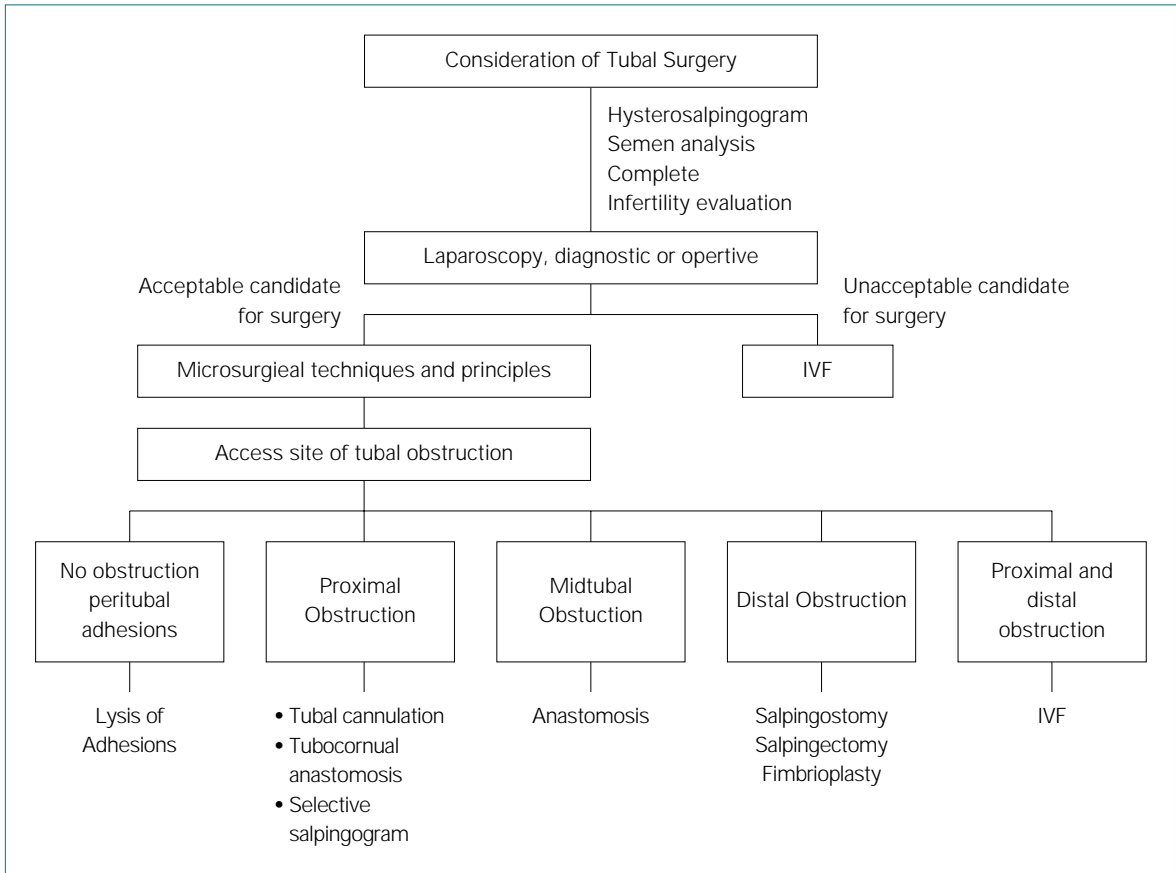 Consideration of Tubal Surgery
Hysterosalpingogram
Semen analysis
Complete
Infertility evaluation
Laparoscopy, diagnostic or opertive
Acceptable candidate
for surgery
Unacceptable candidate
for surgery
Microsurgieal techniques and principles
IVF
Access site of tubal obstruction
No obstruction
peritubal
adhesions
Proximal
Obstruction
Midtubal
Obstuction
Distal Obstruction
Proximal and
distal
obstruction
Lysis of
Adhesions
• Tubal cannulation
• Tubocornual
anastomosis
• Selective
salpingogram
Anastomosis
Salpingostomy
Salpingectomy
Fimbrioplasty
IVF